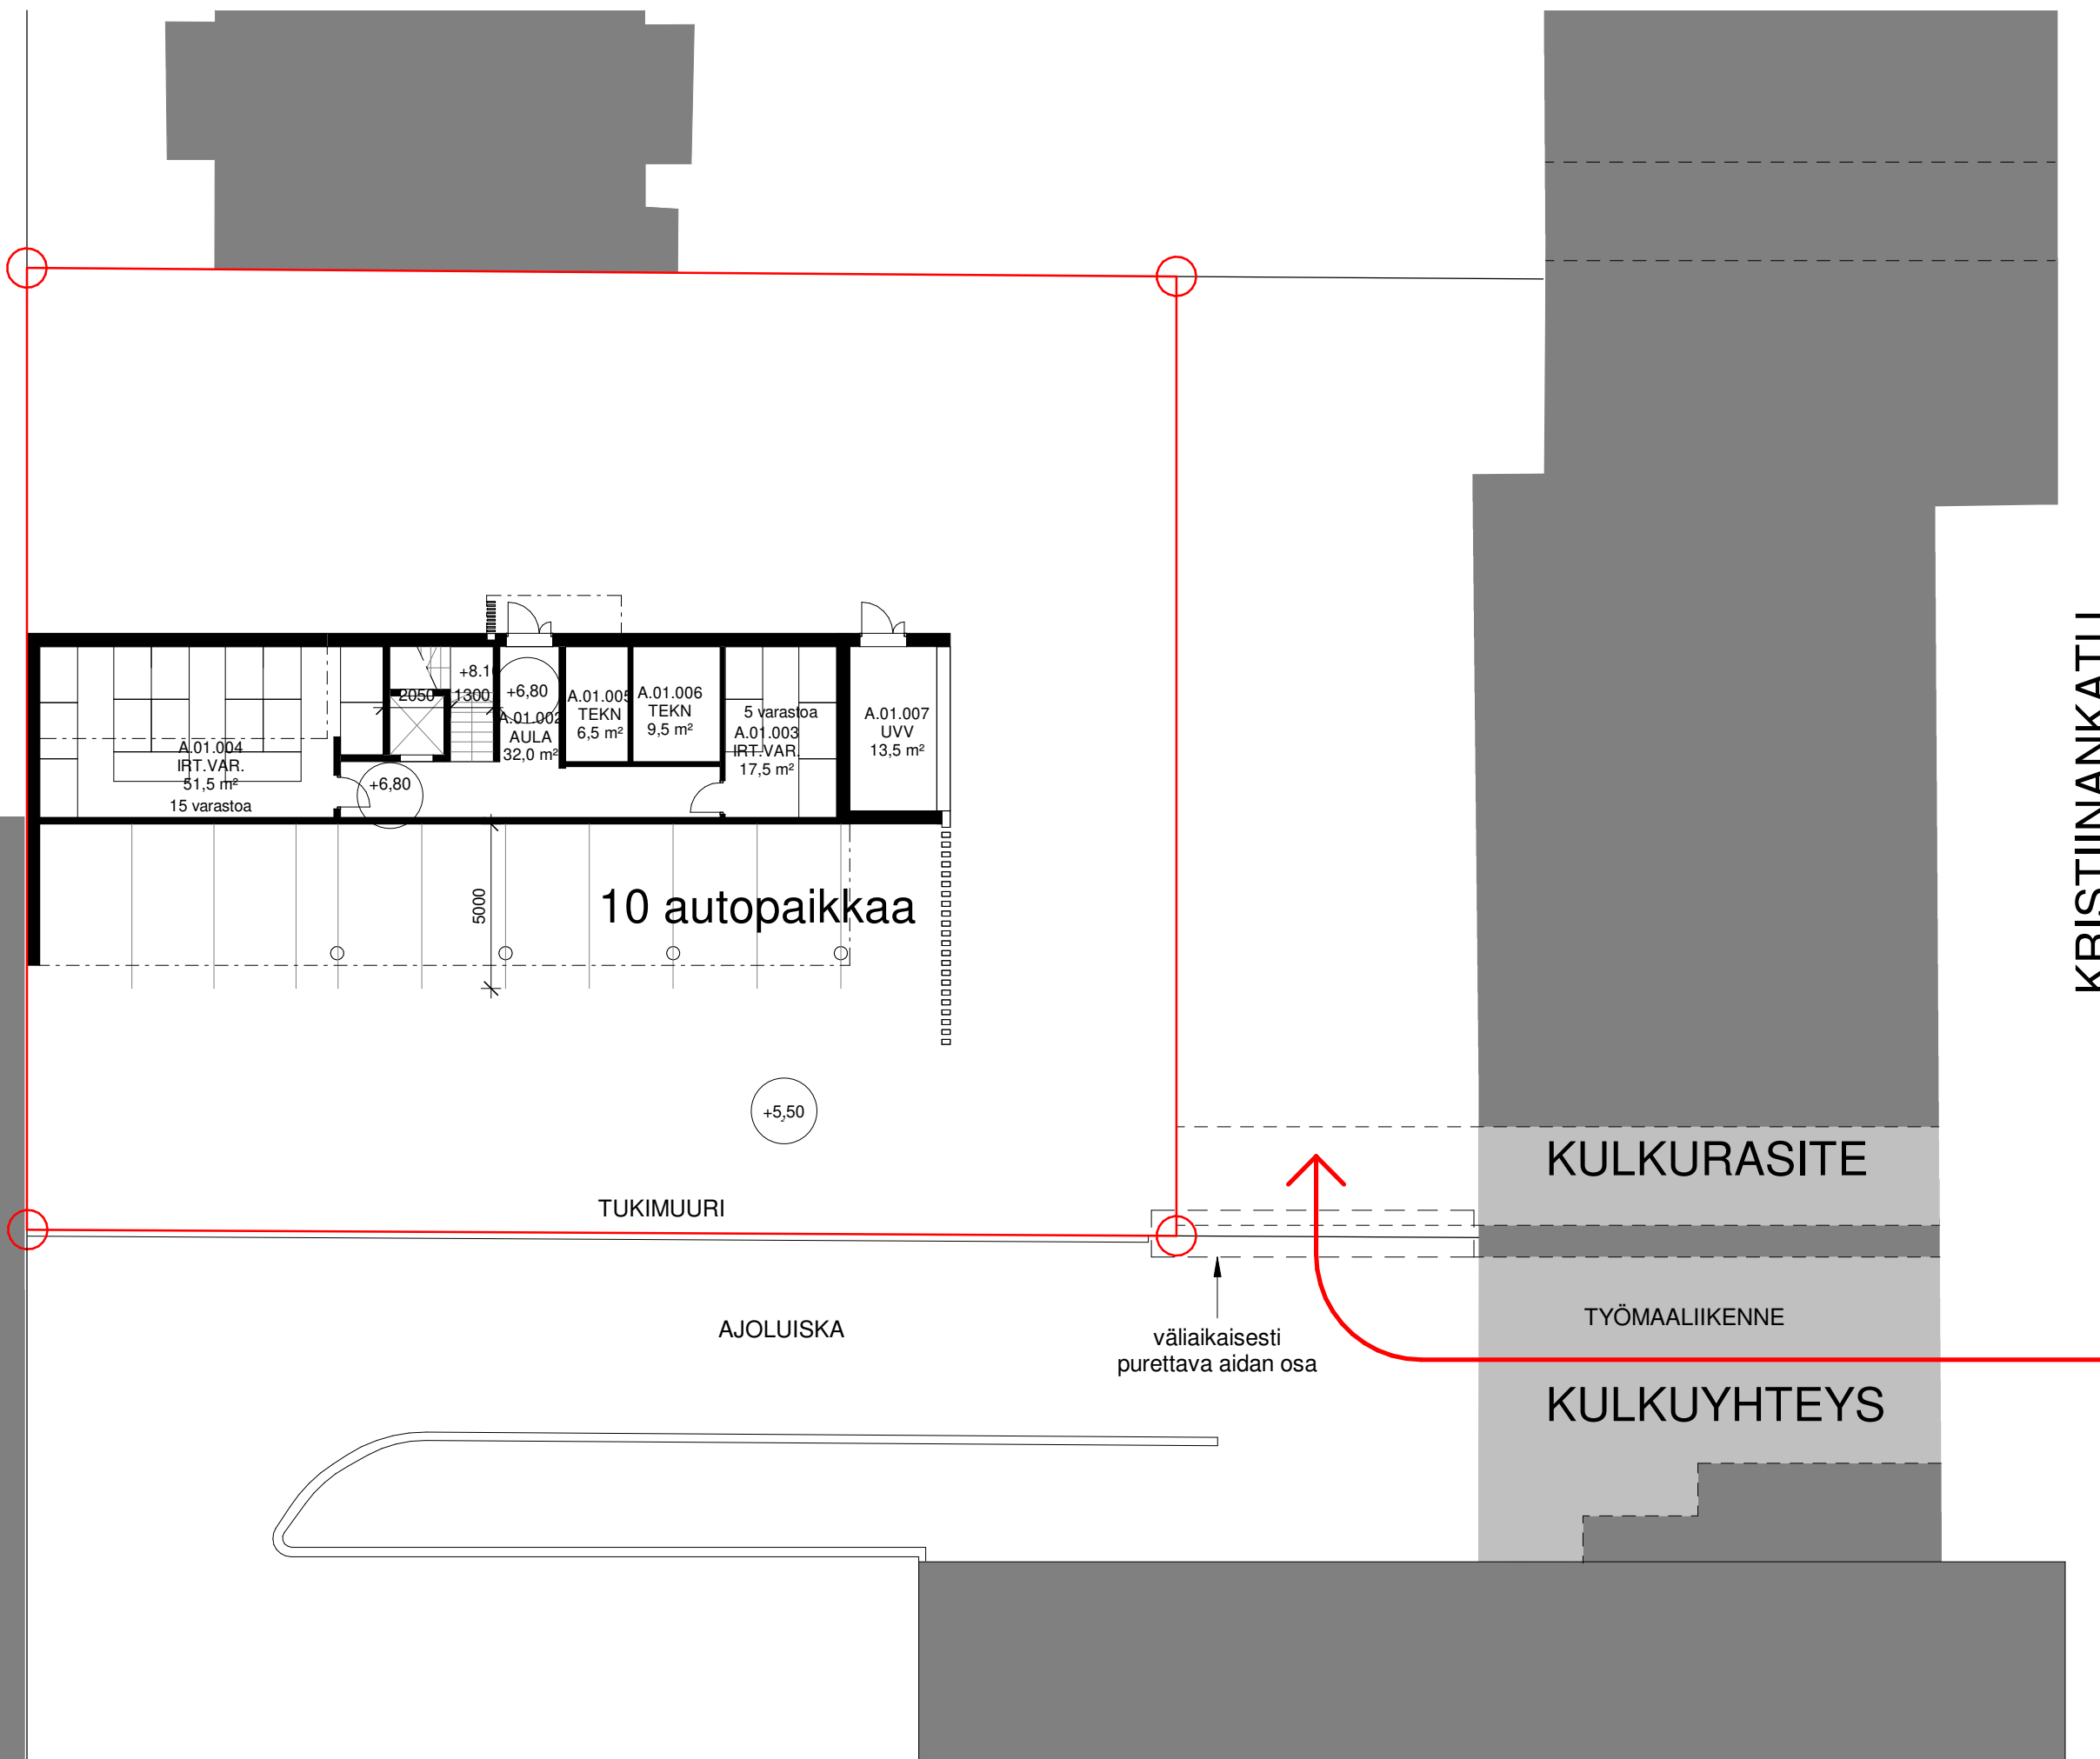 +8.1
2050
1300
+6,80
A.01.002
AULA
32,0 m²
A.01.005
TEKN
6,5 m²
A.01.006
TEKN
9,5 m²
5 varastoa
A.01.003
IRT.VAR.
17,5 m²
A.01.007
UVV
13,5 m²
A.01.004
IRT.VAR.
51,5 m²
15 varastoa
+6,80
5000
10 autopaikkaa
KRISTIINANKATU
+5,50
KULKURASITE
TUKIMUURI
TYÖMAALIIKENNE
AJOLUISKA
väliaikaisesti
purettava aidan osa
KULKUYHTEYS